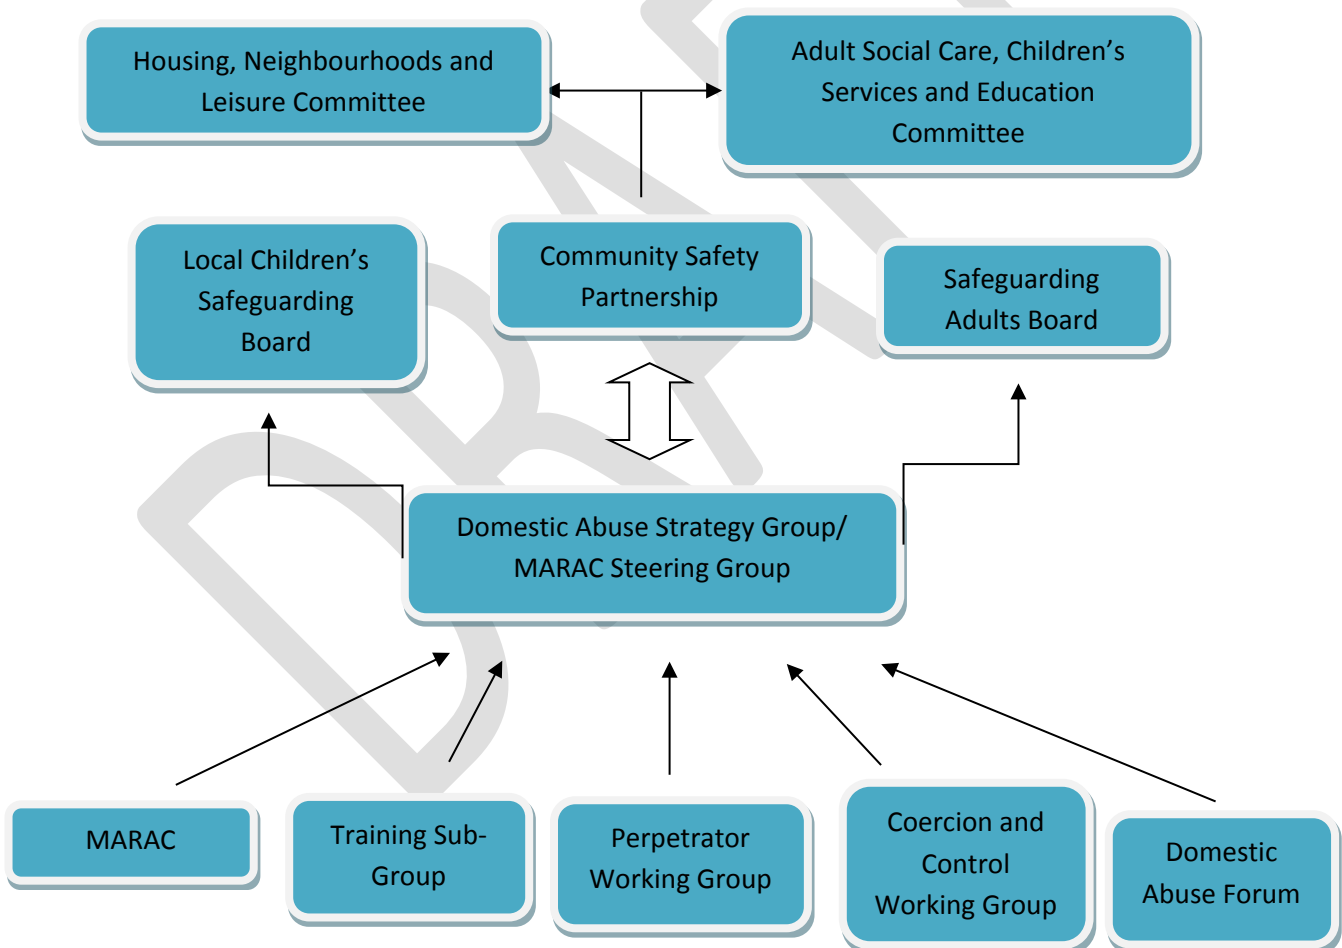 Housing, Neighbourhoods and
Leisure Committee
Adult Social Care, Children’s
Services and Education
Committee
Local Children’s
Safeguarding
Board
Community Safety
Partnership
Safeguarding
Adults Board
Domestic Abuse Strategy Group/
MARAC Steering Group
MARAC
Training Sub-
Group
Perpetrator
Working Group
Coercion and
Control
Working Group
Domestic
Abuse Forum